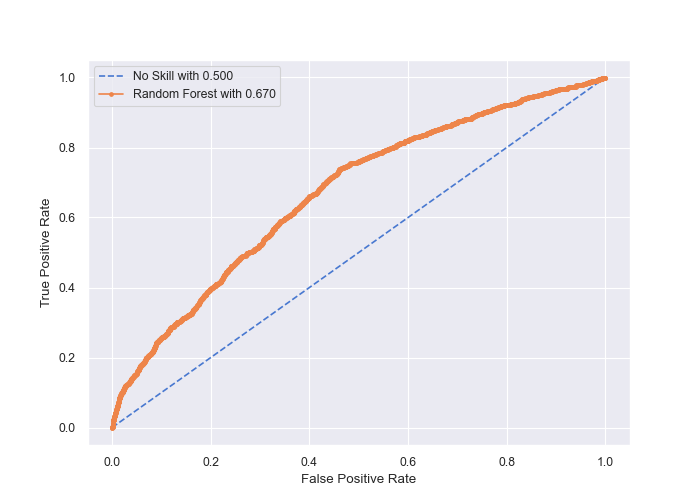 No Skill with 0.500
Random Forest with 0.670
1.0
0.8
0.6
0.4
0.2
0.0
True Positive Rate
0.0 0.2 0.4 0.6 0.8 1.0
False Positive Rate